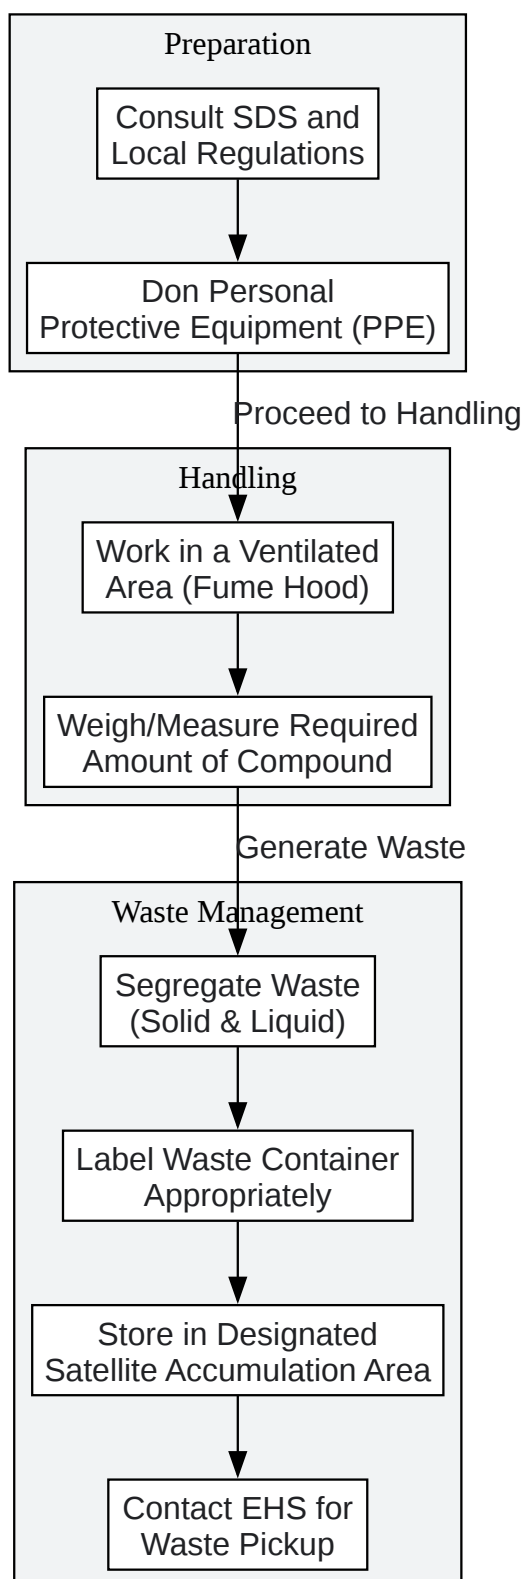 Preparation
Consult SDS and
Local Regulations
Don Personal
Protective Equipment (PPE)
Proceed to Handling
Handling
Work in a Ventilated
Area (Fume Hood)
Weigh/Measure Required
Amount of Compound
Generate Waste
Waste Management
Segregate Waste
(Solid & Liquid)
Label Waste Container
Appropriately
Store in Designated
Satellite Accumulation Area
Contact EHS for
Waste Pickup